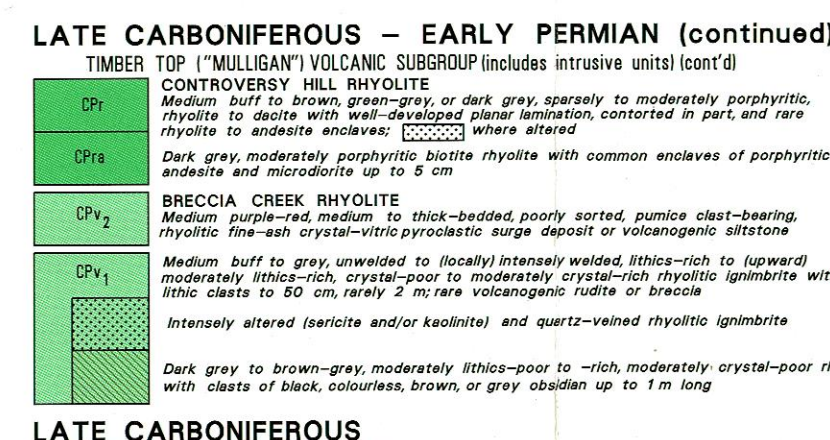 LATE CARBONIFEROUS – EARLY PERMIAN (continued)
TIMBER TOP ("MULLIGAN") VOLCANIC SUBGROUP (includes intrusive units) (cont'd)
CONTROVERSY HILL RHYOLITE
CPr
Medium buff to brown, green–grey, or dark grey, sparsely to moderately porphyritic,
rhyolite to dacite with well–developed planar lamination, contorted in part, and rare
rhyolite to andesite enclaves; where altered
CPra
Dark grey, moderately porphyritic biotite rhyolite with common enclaves of porphyritic
andesite and microdiorite up to 5 cm
BRECCIA CREEK RHYOLITE
CPv2
Medium purple–red, medium to thick–bedded, poorly sorted, pumice clast–bearing,
rhyolitic fine–ash crystal–vitric pyroclastic surge deposit or volcanogenic siltstone
CPv1
Medium buff to grey, unwelded to (locally) intensely welded, lithics–rich to (upward)
moderately lithics–rich, crystal–poor to moderately crystal–rich rhyolitic ignimbrite wit
lithic clasts to 50 cm, rarely 2 m; rare volcanogenic rudite or breccia
Intensely altered (sericite and/or kaolinite) and quartz–veined rhyolitic ignimbrite
Dark grey to brown–grey, moderately lithics–poor to –rich, moderately crystal–poor
with clasts of black, colourless, brown, or grey obsidian up to 1 m long
LATE CARBONIFEROUS